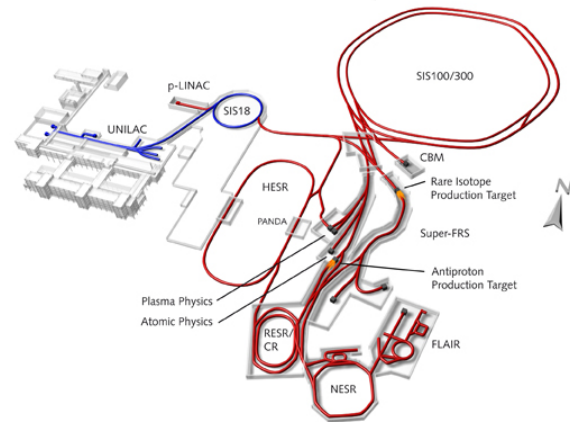 SIS100/300
p-LINAC
SIS18
UNILAC
CBM
HESR
Rare Isotope
Production Target
PANDA
N
Super-FRS
Antiproton
Production Target
Plasma Physics
Atomic Physics
RESR/
CR
FLAIR
NESR